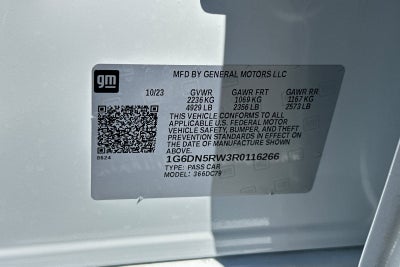 gm
MFD BY GENERAL MOTORS LLC
10/23 GVWR GAWR FRT GAWR RR
2236 KG 1069 KG 1167 KG
4929 LB 2356 LB 2573 LB
THIS VEHICLE CONFORMS TO ALL
APPLICABLE U.S. FEDERAL MOTOR
VEHICLE SAFETY, BUMPER, AND THEFT
PREVENTION STANDARDS IN EFFECT ON
THE DATE OF MANUFACTURE SHOWN ABOVE.
0624
1G6DN5RW3R0116266
TYPE: PASS CAR
MODEL: 366DC79